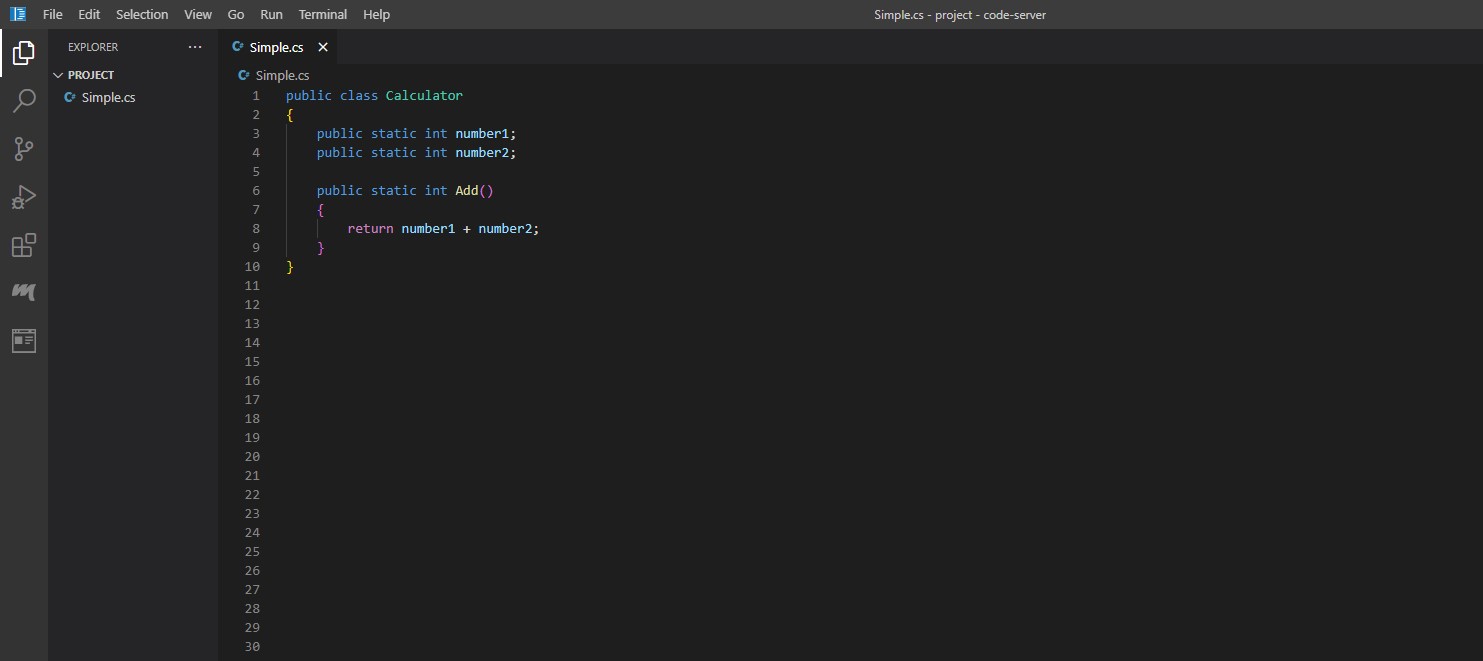 File Edit Selection View Go Run Terminal Help
Simple.cs - project - code-server
EXPLORER
PROJECT
C# Simple.cs
C# Simple.cs
C# Simple.cs
1 public class Calculator
2 {
3     public static int number1;
4     public static int number2;
5
6     public static int Add()
7     {
8         return number1 + number2;
9     }
10 }
11
12
13
14
15
16
17
18
19
20
21
22
23
24
25
26
27
28
29
30